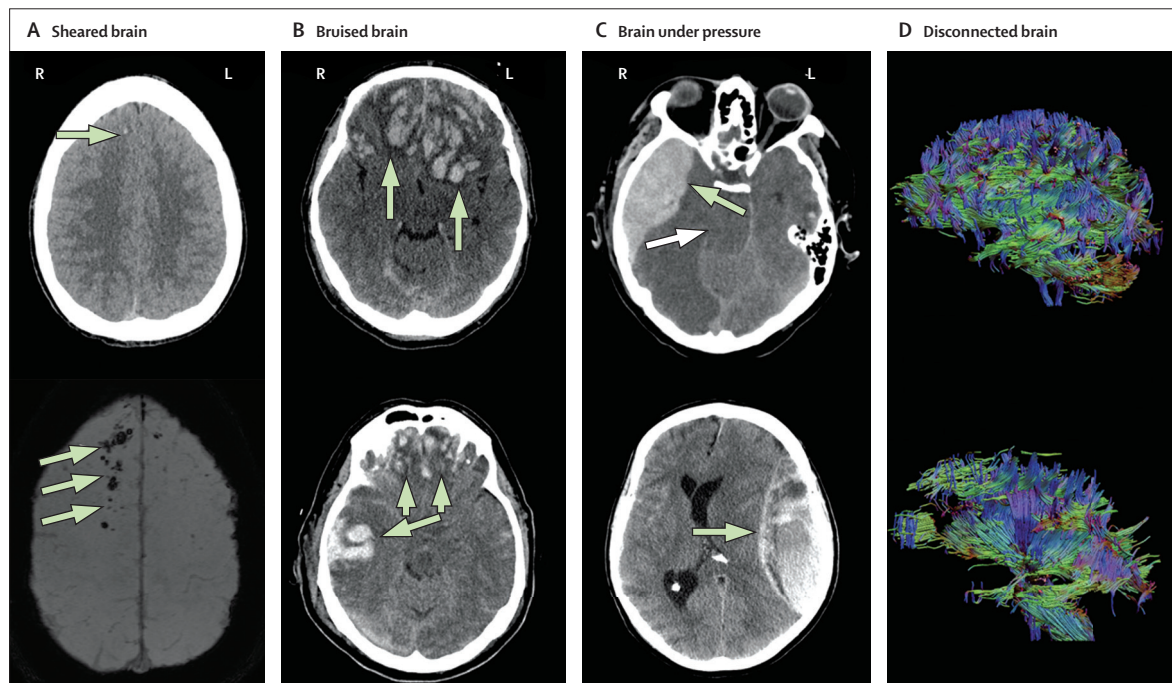 A Sheared brain
B Bruised brain
C Brain under pressure
D Disconnected brain
R L
R L
R L